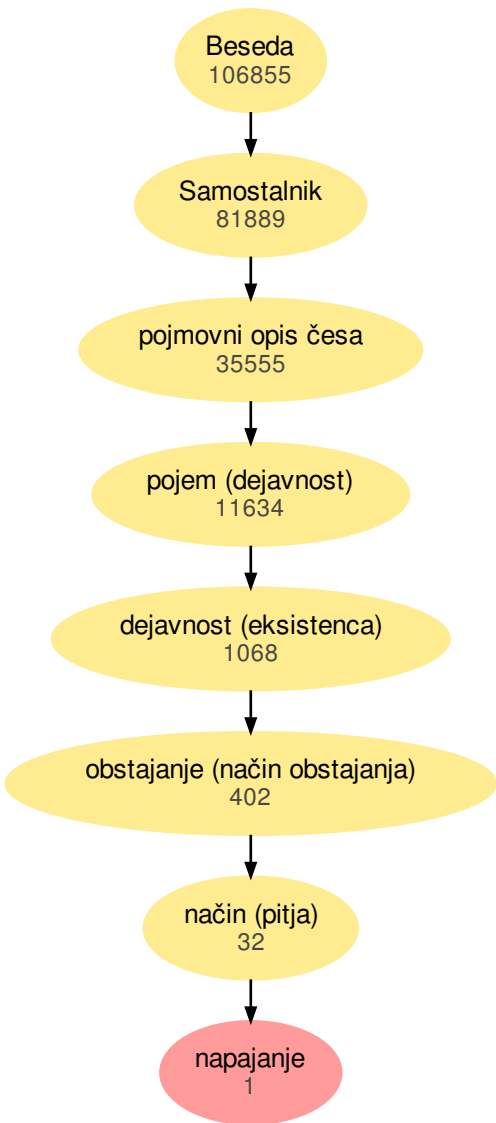 Beseda
106855
Samostalnik
81889
pojmovni opis česa
35555
pojem (dejavnost)
11634
dejavnost (eksistenca)
1068
obstajanje (način obstajanja)
402
način (pitja)
32
napajanje
1